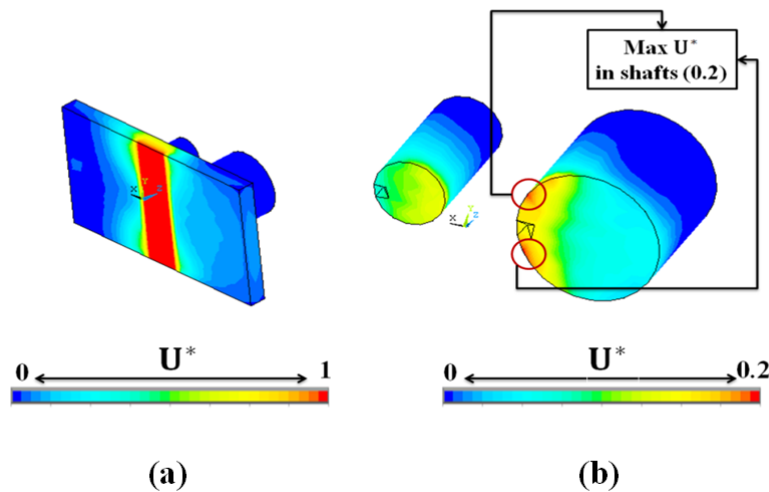 Max U*
in shafts (0.2)
X Y Z
X Y Z
0 U* 1
0 U* 0.2
(a) (b)